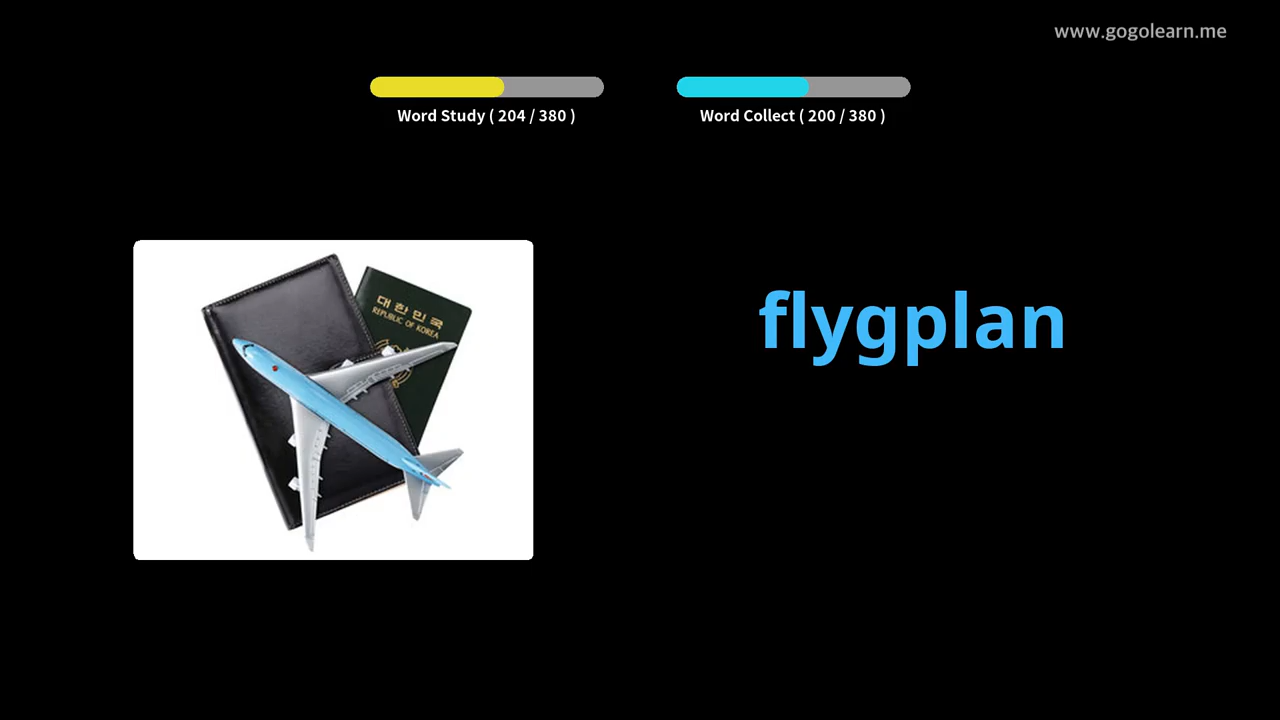 www.gogolearn.me
Word Study ( 204 / 380 )
Word Collect ( 200 / 380 )
대한민국
REPUBLIC OF KOREA
flygplan